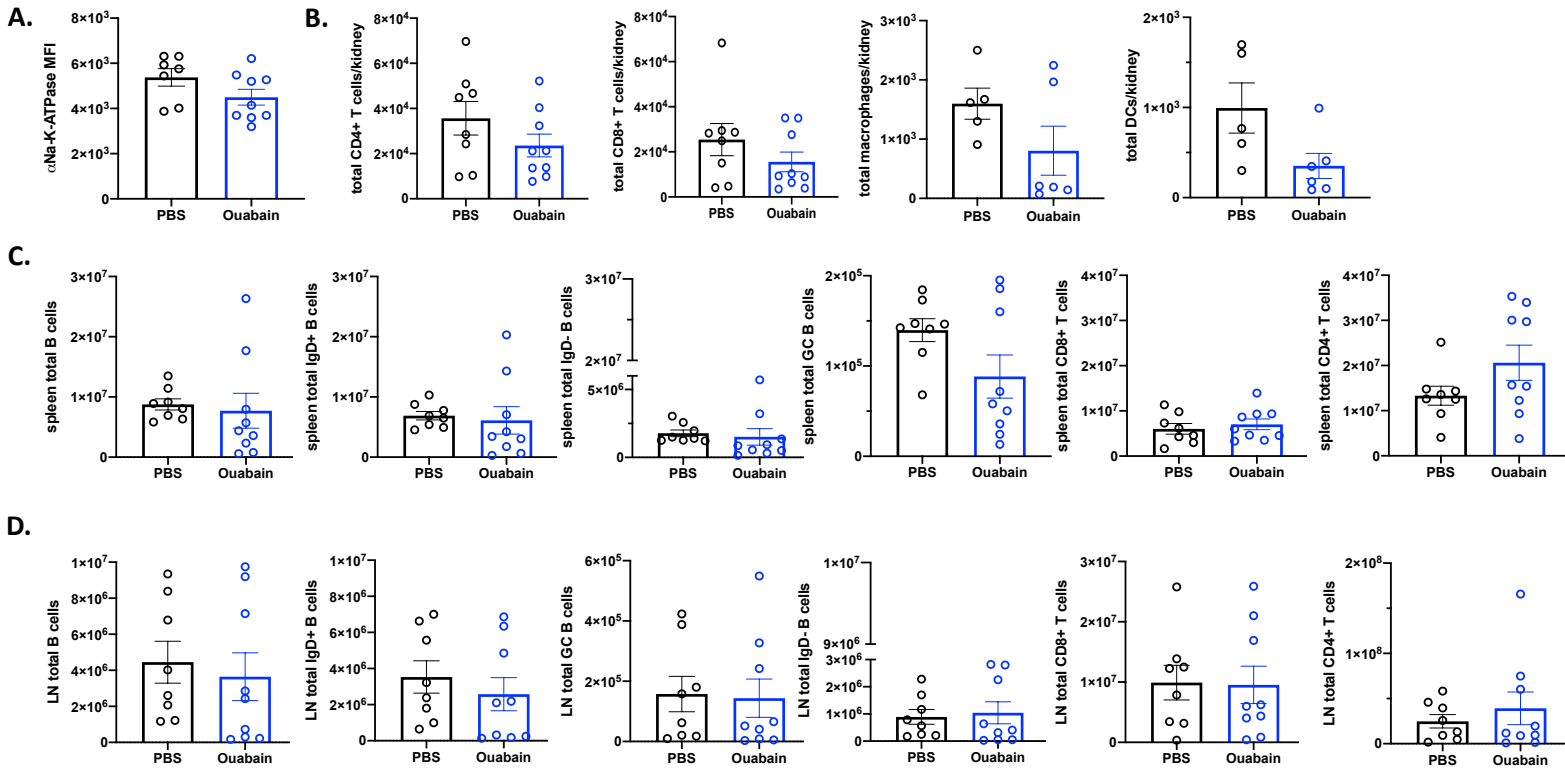 A.
αNa-K-ATPase MFI
8×10³
6×10³
4×10³
2×10³
0
PBS
Ouabain
B.
total CD4+ T cells/kidney
8×10⁴
6×10⁴
4×10⁴
2×10⁴
0
PBS
Ouabain
total CD8+ T cells/kidney
8×10⁴
6×10⁴
4×10⁴
2×10⁴
0
PBS
Ouabain
total macrophages/kidney
3×10³
2×10³
1×10³
0
PBS
Ouabain
total DCs/kidney
2×10³
1×10³
0
PBS
Ouabain
C.
spleen total B cells
3×10⁷
2×10⁷
1×10⁷
0
PBS
Ouabain
spleen total IgD+ B cells
3×10⁷
2×10⁷
1×10⁷
0
PBS
Ouabain
spleen total IgD- B cells
3×10⁷
2×10⁷
5×10⁶
0
PBS
Ouabain
spleen total GC B cells
2×10⁵
1×10⁵
0
PBS
Ouabain
spleen total CD8+ T cells
4×10⁷
3×10⁷
2×10⁷
1×10⁷
0
PBS
Ouabain
spleen total CD4+ T cells
4×10⁷
3×10⁷
2×10⁷
1×10⁷
0
PBS
Ouabain
D.
LN total B cells
1×10⁷
8×10⁶
6×10⁶
4×10⁶
2×10⁶
0
PBS
Ouabain
LN total IgD+ B cells
1×10⁷
8×10⁶
6×10⁶
4×10⁶
2×10⁶
0
PBS
Ouabain
LN total GC B cells
6×10⁵
4×10⁵
2×10⁵
0
PBS
Ouabain
LN total IgD- B cells
1×10⁷
9×10⁶
3×10⁶
2×10⁶
1×10⁶
0
PBS
Ouabain
LN total CD8+ T cells
3×10⁷
2×10⁷
1×10⁷
0
PBS
Ouabain
LN total CD4+ T cells
2×10⁸
1×10⁸
0
PBS
Ouabain